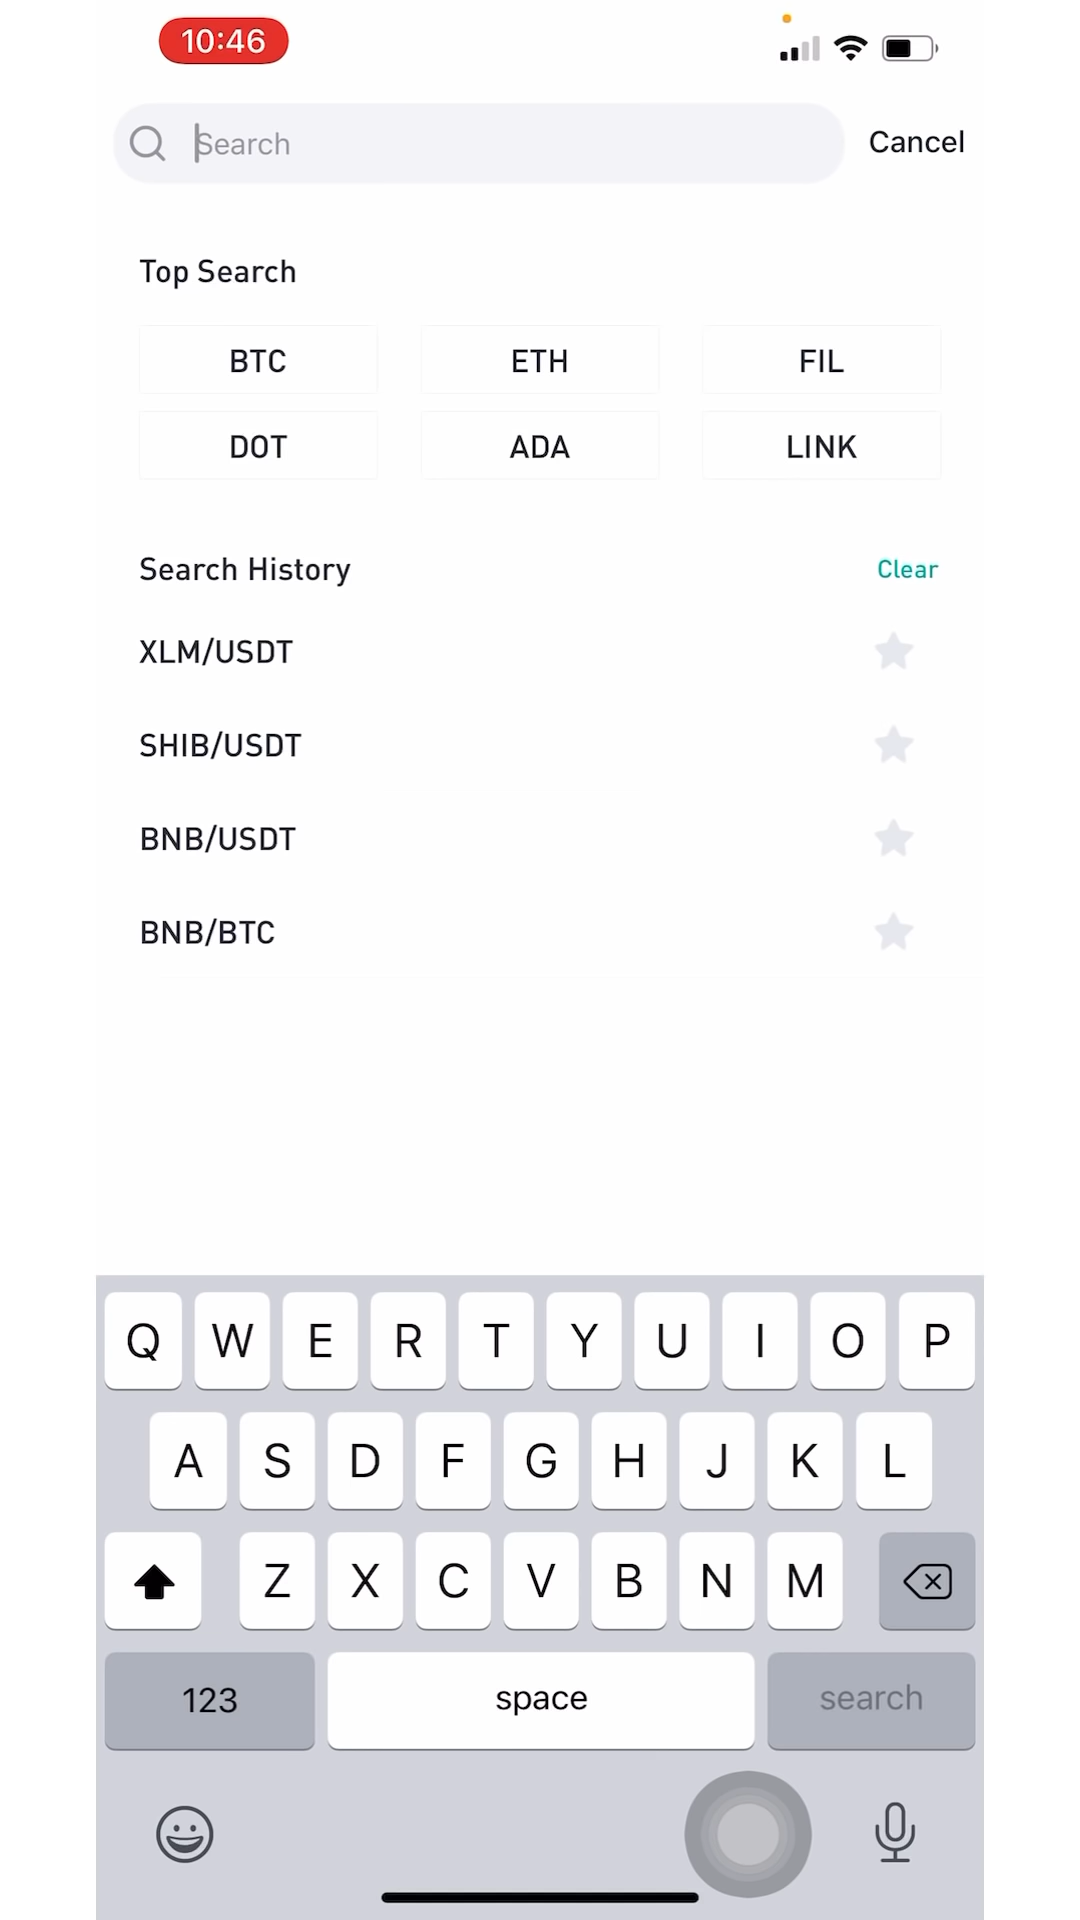 10:46
Search
Cancel
Top Search
BTC ETH FIL
DOT ADA LINK
Search History Clear
XLM/USDT
SHIB/USDT
BNB/USDT
BNB/BTC
Q W E R T Y U I O P
A S D F G H J K L
Z X C V B N M
123 space search